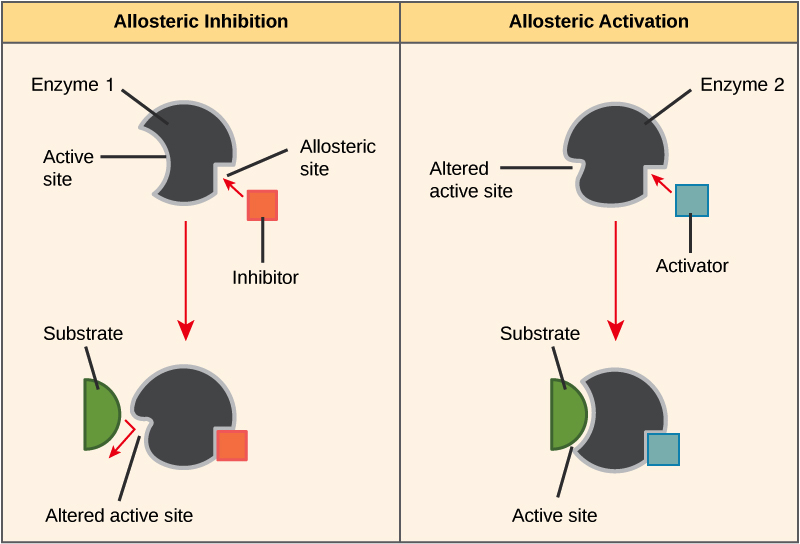 Allosteric Inhibition
Enzyme 1
Active
site
Allosteric
site
Inhibitor
Substrate
Altered active site
Allosteric Activation
Enzyme 2
Altered
active site
Activator
Substrate
Active site